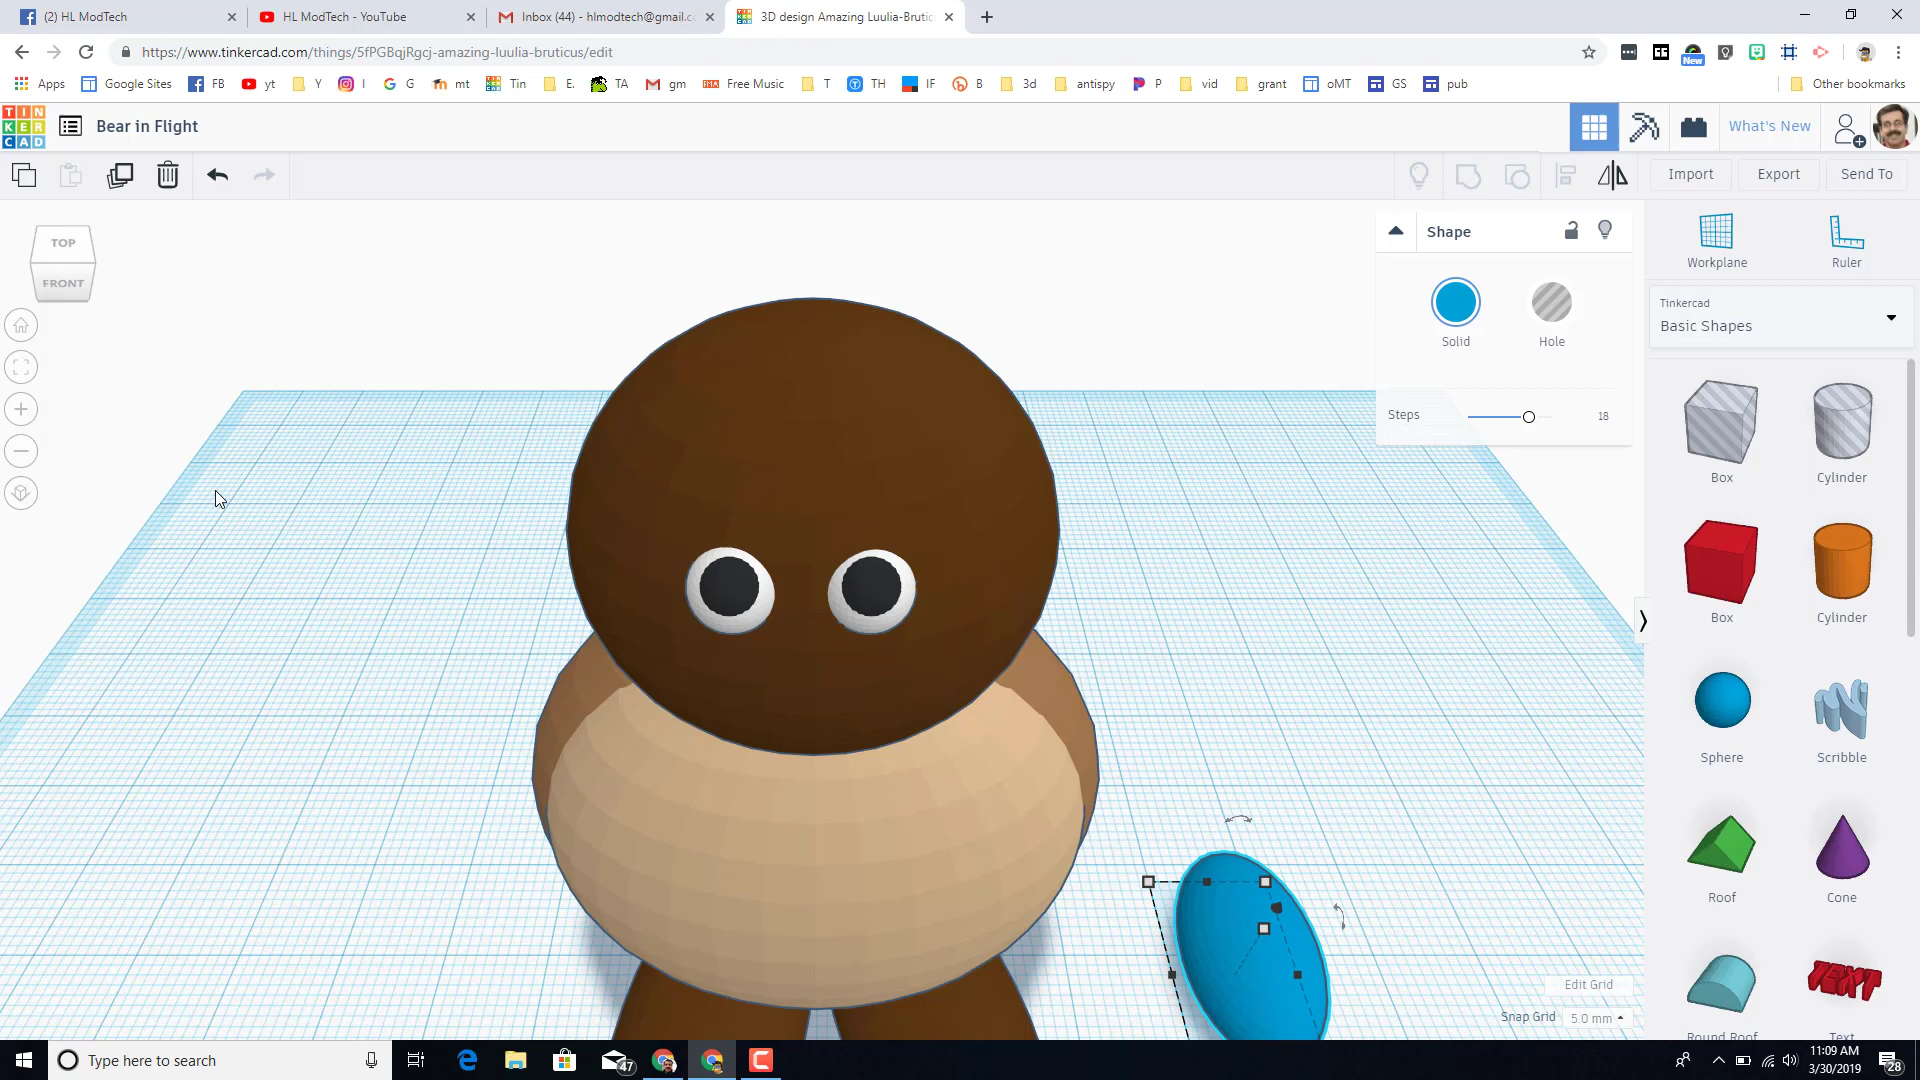 (2) HL ModTech
HL ModTech - YouTube
Inbox (44) - hlmodtech@gmail.c
3D design Amazing Luulia-Brutic
https://www.tinkercad.com/things/5fPGBqjRgcj-amazing-luulia-bruticus/edit
New
Apps
Google Sites
FB
yt
Y
I
G
mt
Tin
E.
TA
gm
Free Music
T
TH
IF
B
3d
antispy
P
vid
grant
oMT
GS
pub
Other bookmarks
TIN
KER
CAD
Bear in Flight
What's New
Import
Export
Send To
TOP
FRONT
Shape
Solid
Hole
Steps
18
Workplane
Ruler
Tinkercad
Basic Shapes
Box
Cylinder
Box
Cylinder
Sphere
Scribble
Roof
Cone
TEXT
Round Roof
Text
Edit Grid
Snap Grid
5.0 mm
Type here to search
47
11:09 AM
3/30/2019
28